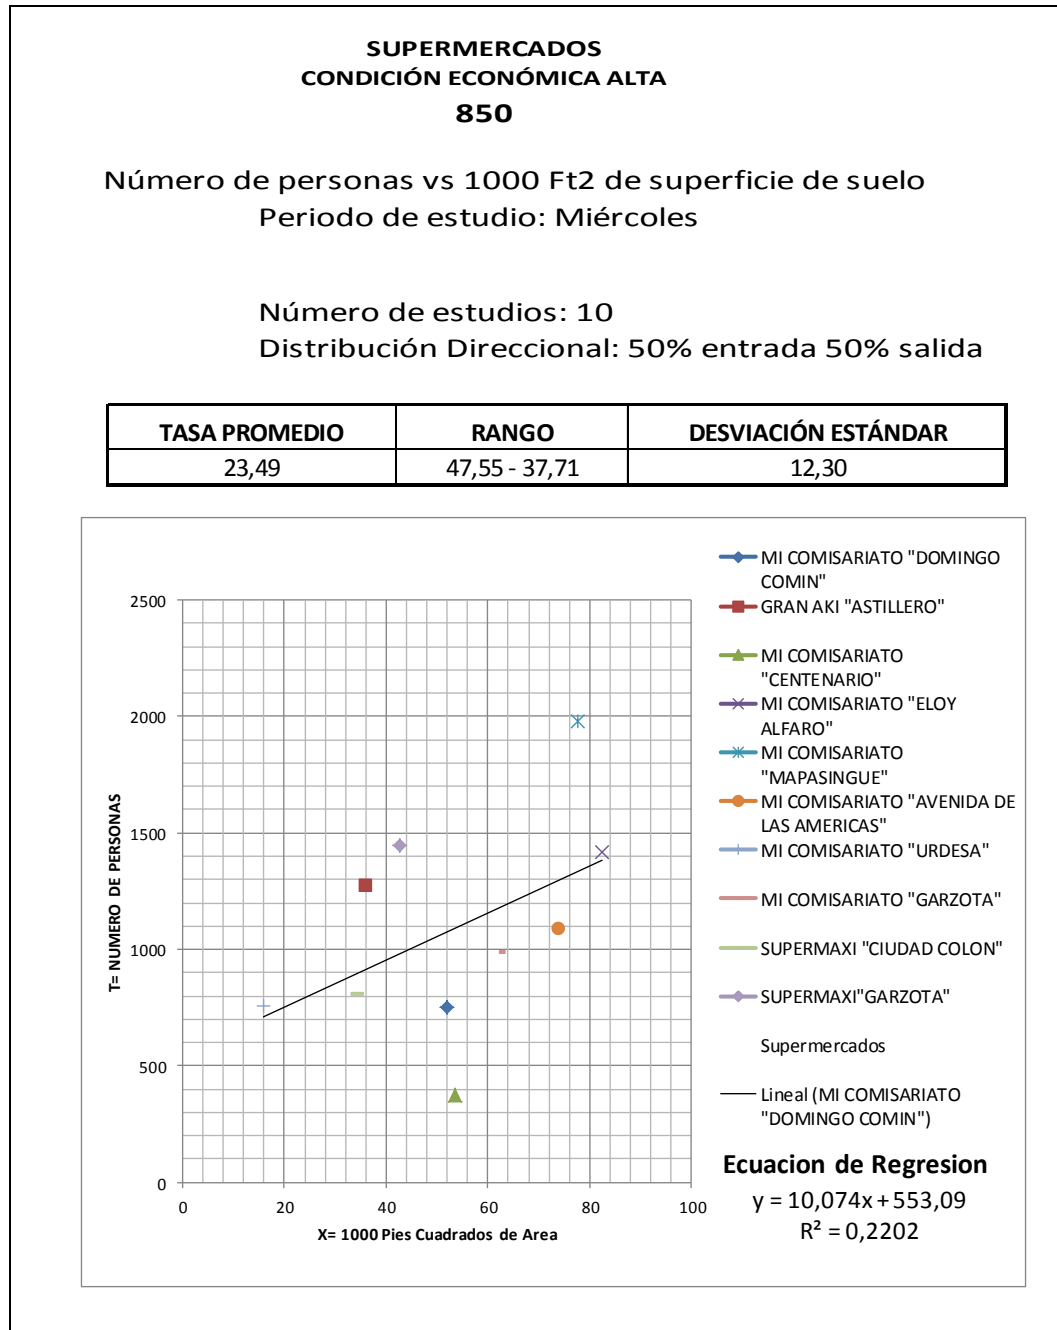 SUPERMERCADOS
CONDICIÓN ECONÓMICA ALTA
850
Número de personas vs 1000 Ft2 de superficie de suelo
Periodo de estudio: Miércoles
Número de estudios: 10
Distribución Direccional: 50% entrada 50% salida
TASA PROMEDIO RANGO DESVIACIÓN ESTÁNDAR
23,49 47,55 - 37,71 12,30
2500
2000
1500
1000
500
0
T= NUMERO DE PERSONAS
0 20 40 60 80 100
X= 1000 Pies Cuadrados de Area
MI COMISARIATO "DOMINGO
COMIN"
GRAN AKI "ASTILLERO"
MI COMISARIATO
"CENTENARIO"
MI COMISARIATO "ELOY
ALFARO"
MI COMISARIATO
"MAPASINGUE"
MI COMISARIATO "AVENIDA DE
LAS AMERICAS"
MI COMISARIATO "URDESA"
MI COMISARIATO "GARZOTA"
SUPERMAXI "CIUDAD COLON"
SUPERMAXI"GARZOTA"
Supermercados
Lineal (MI COMISARIATO
"DOMINGO COMIN")
Ecuacion de Regresion
y = 10,074x + 553,09
R² = 0,2202